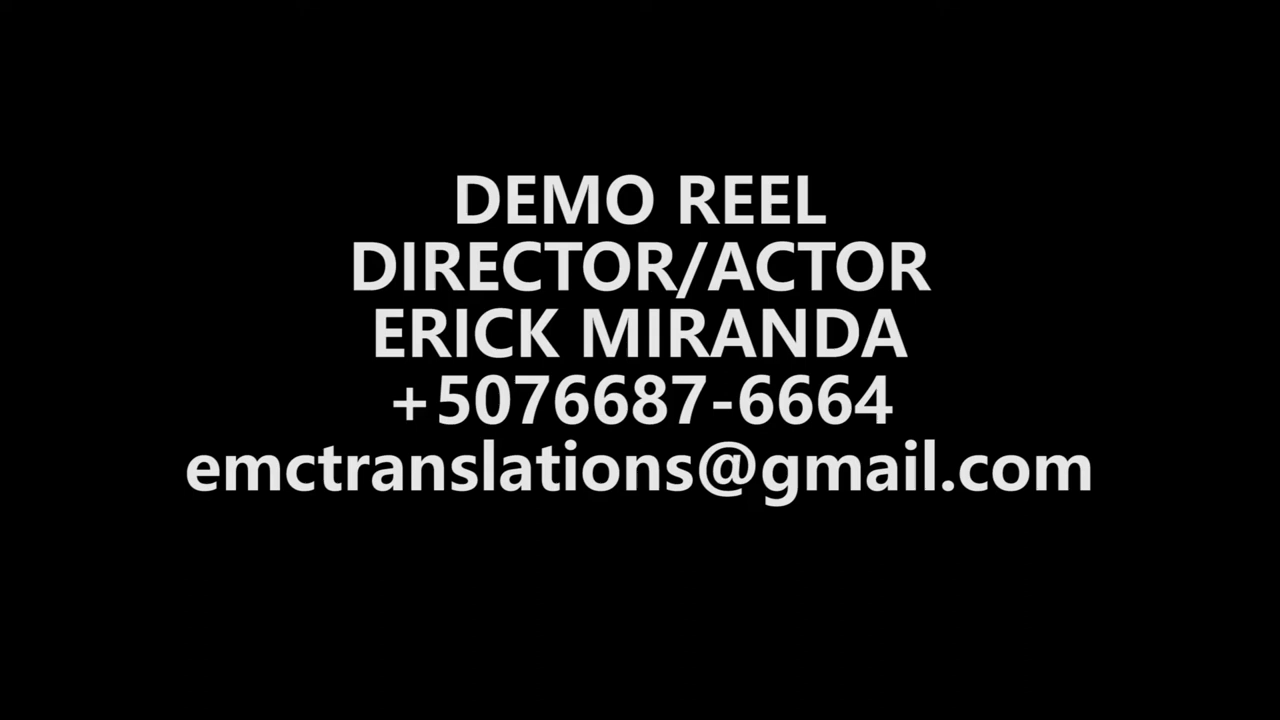 DEMO REEL
DIRECTOR/ACTOR
ERICK MIRANDA
+5076687-6664
emctranslations@gmail.com